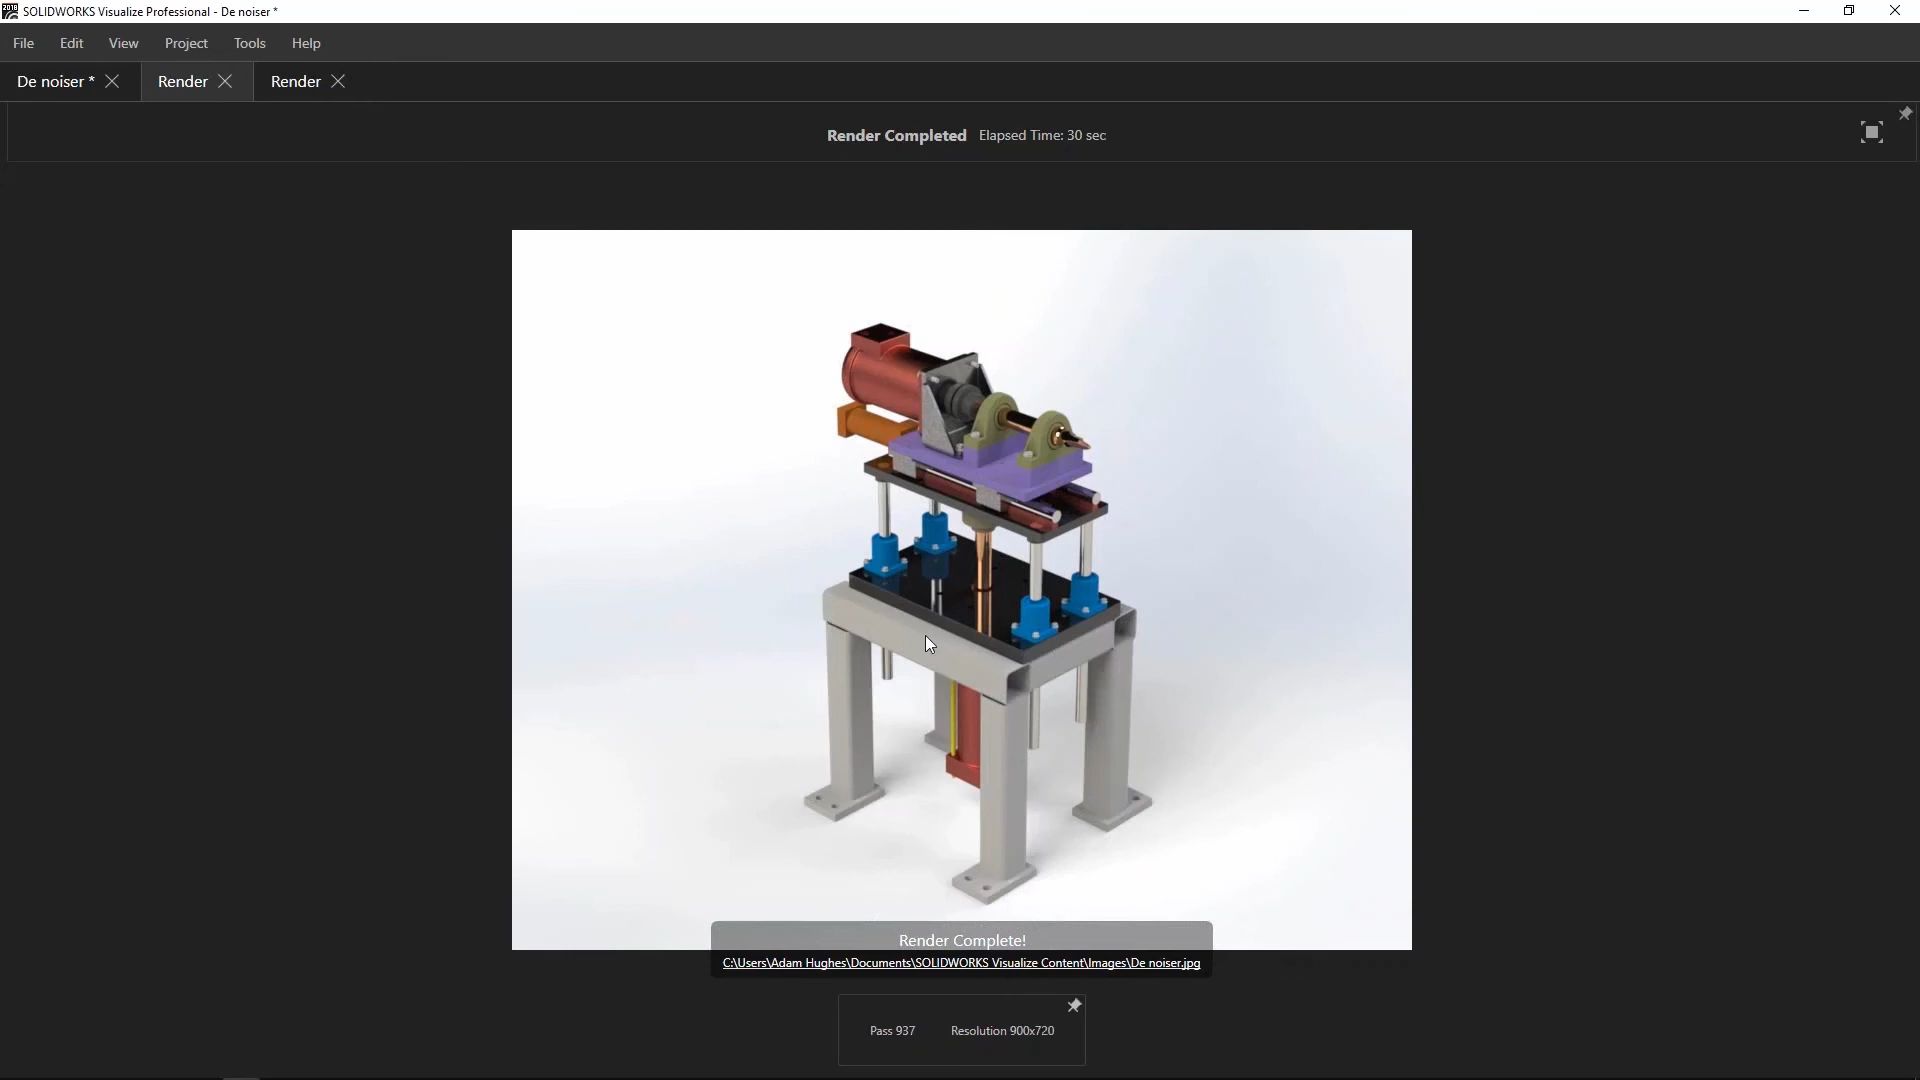 2018
SOLIDWORKS Visualize Professional - De noiser *
File Edit View Project Tools Help
De noiser * Render Render
Render Completed Elapsed Time: 30 sec
Render Complete!
C:\Users\Adam Hughes\Documents\SOLIDWORKS Visualize Content\Images\De noiser.jpg
Pass 937 Resolution 900x720